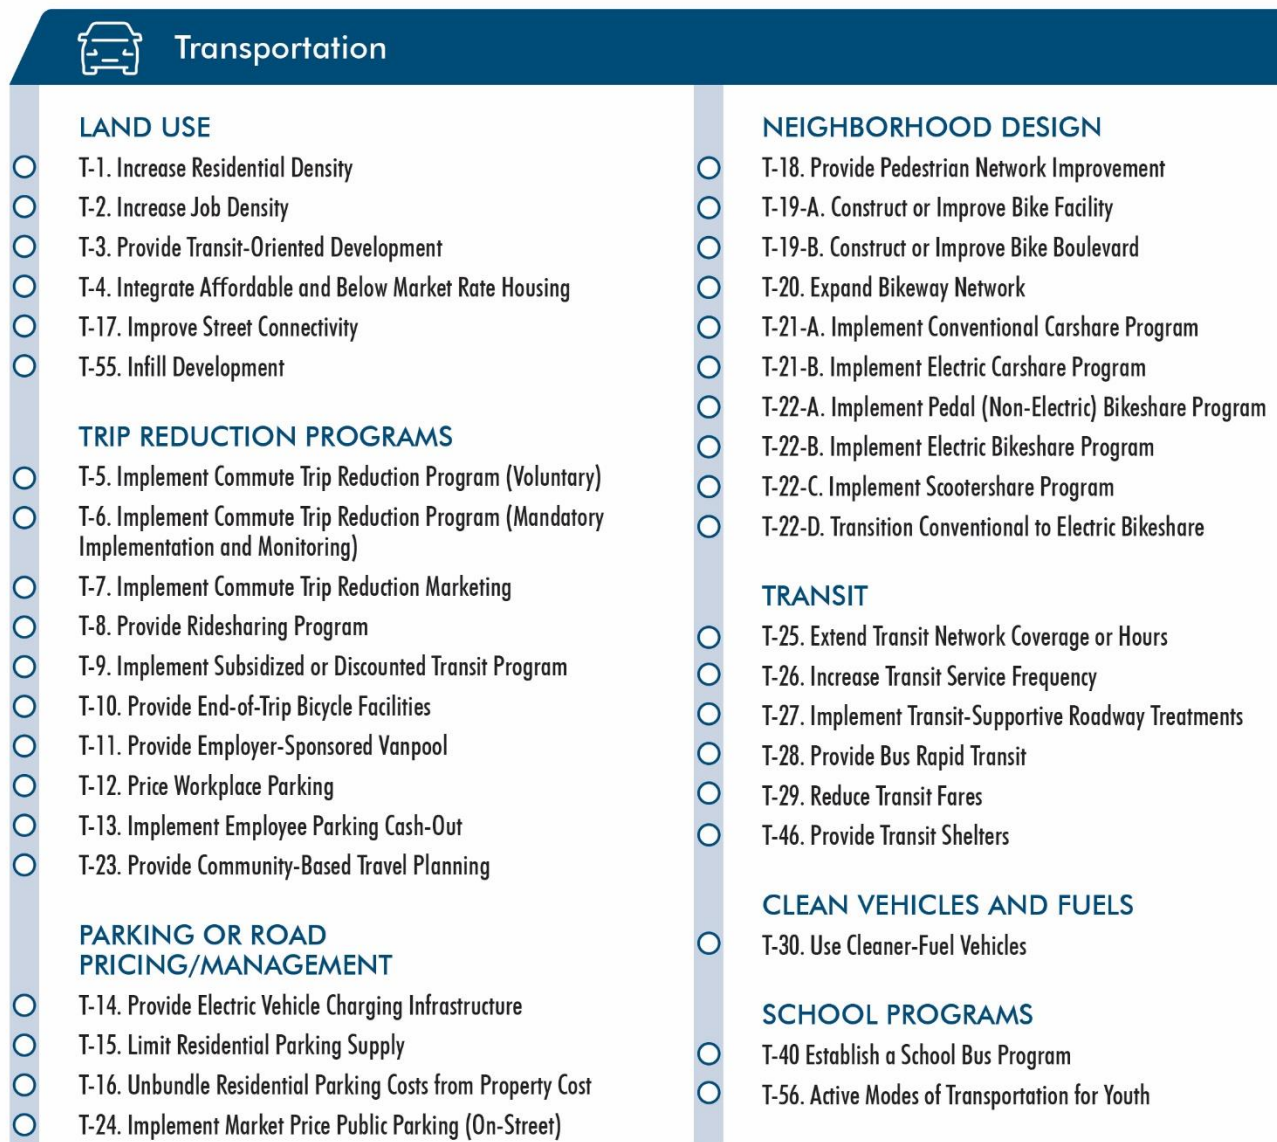 Transportation
LAND USE
T-1. Increase Residential Density
T-2. Increase Job Density
T-3. Provide Transit-Oriented Development
T-4. Integrate Affordable and Below Market Rate Housing
T-17. Improve Street Connectivity
T-55. Infill Development
TRIP REDUCTION PROGRAMS
T-5. Implement Commute Trip Reduction Program (Voluntary)
T-6. Implement Commute Trip Reduction Program (Mandatory
Implementation and Monitoring)
T-7. Implement Commute Trip Reduction Marketing
T-8. Provide Ridesharing Program
T-9. Implement Subsidized or Discounted Transit Program
T-10. Provide End-of-Trip Bicycle Facilities
T-11. Provide Employer-Sponsored Vanpool
T-12. Price Workplace Parking
T-13. Implement Employee Parking Cash-Out
T-23. Provide Community-Based Travel Planning
PARKING OR ROAD
PRICING/MANAGEMENT
T-14. Provide Electric Vehicle Charging Infrastructure
T-15. Limit Residential Parking Supply
T-16. Unbundle Residential Parking Costs from Property Cost
T-24. Implement Market Price Public Parking (On-Street)
NEIGHBORHOOD DESIGN
T-18. Provide Pedestrian Network Improvement
T-19-A. Construct or Improve Bike Facility
T-19-B. Construct or Improve Bike Boulevard
T-20. Expand Bikeway Network
T-21-A. Implement Conventional Carshare Program
T-21-B. Implement Electric Carshare Program
T-22-A. Implement Pedal (Non-Electric) Bikeshare Program
T-22-B. Implement Electric Bikeshare Program
T-22-C. Implement Scootershare Program
T-22-D. Transition Conventional to Electric Bikeshare
TRANSIT
T-25. Extend Transit Network Coverage or Hours
T-26. Increase Transit Service Frequency
T-27. Implement Transit-Supportive Roadway Treatments
T-28. Provide Bus Rapid Transit
T-29. Reduce Transit Fares
T-46. Provide Transit Shelters
CLEAN VEHICLES AND FUELS
T-30. Use Cleaner-Fuel Vehicles
SCHOOL PROGRAMS
T-40 Establish a School Bus Program
T-56. Active Modes of Transportation for Youth